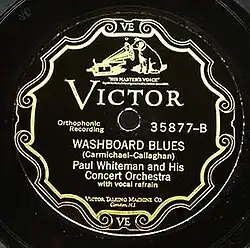 VE
"HIS MASTER'S VOICE"
VICTOR
Orthophonic
Recording
35877-B
WASHBOARD BLUES
(Carmichael-Callaghan)
Paul Whiteman and His
Concert Orchestra
with vocal refrain
VICTOR TALKING MACHINE CO.
Camden, N.J.
VE